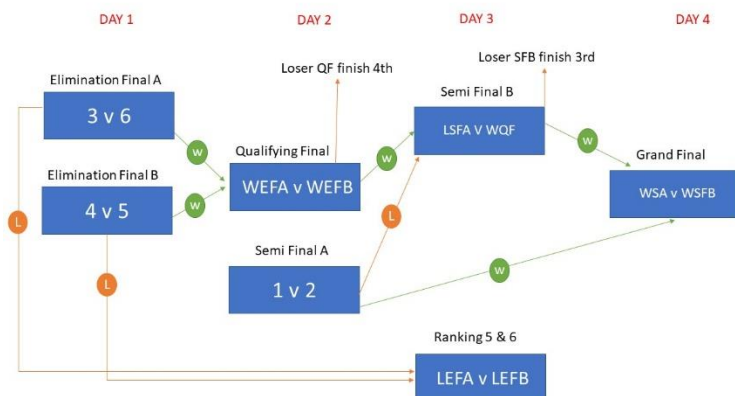 DAY 1
DAY 2
DAY 3
DAY 4
Loser QF finish 4th
Loser SFB finish 3rd
Elimination Final A
3 v 6
Semi Final B
LSFA V WQF
W
W
W
Qualifying Final
WEFA v WEFB
Grand Final
WSA v WSFB
Elimination Final B
4 v 5
W
L
L
Semi Final A
1 v 2
W
L
Ranking 5 & 6
LEFA v LEFB